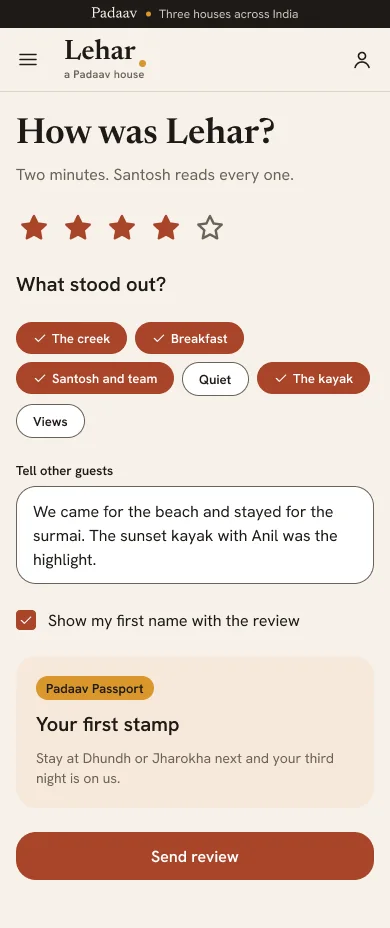 Padaav • Three houses across India
Lehar.
a Padaav house
How was Lehar?
Two minutes. Santosh reads every one.
What stood out?
The creek
Breakfast
Santosh and team
Quiet
The kayak
Views
Tell other guests
We came for the beach and stayed for the
surmai. The sunset kayak with Anil was the
highlight.
Show my first name with the review
Padaav Passport
Your first stamp
Stay at Dhundh or Jharokha next and your third
night is on us.
Send review